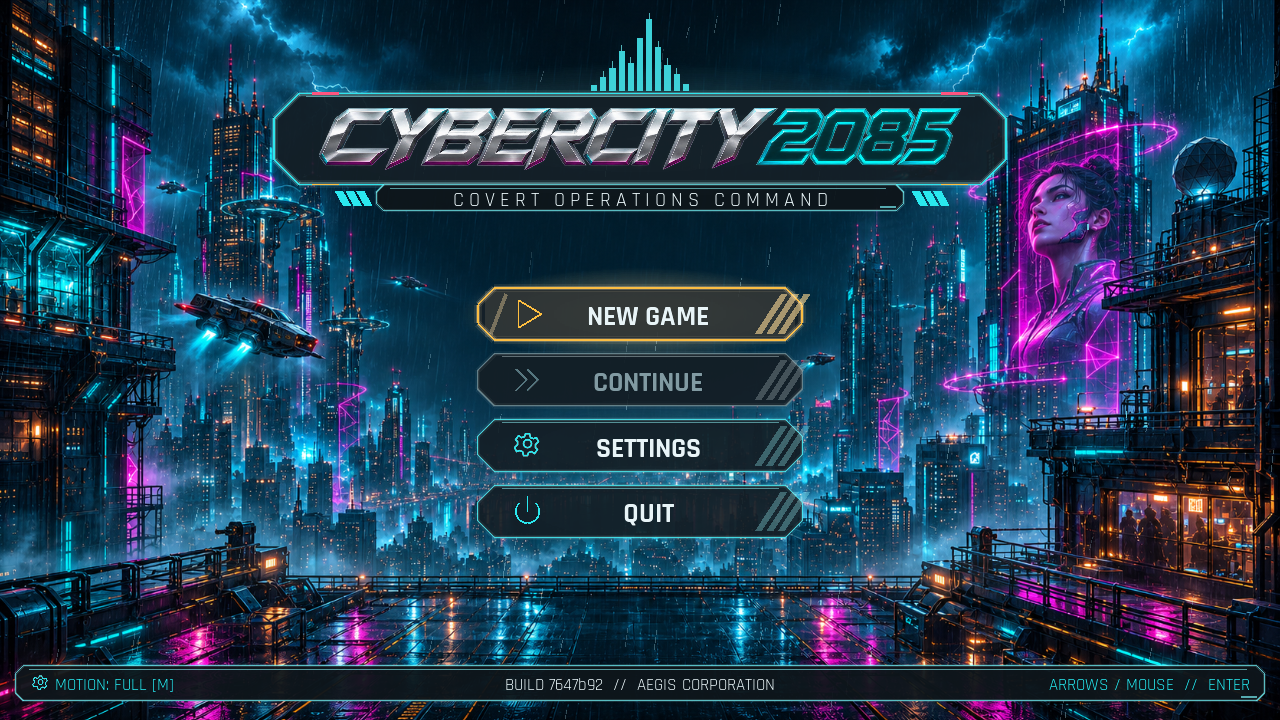 CYBERCITY 2085
COVERT OPERATIONS COMMAND
NEW GAME
CONTINUE
SETTINGS
QUIT
MOTION: FULL [M]
BUILD 7647b92 // AEGIS CORPORATION
ARROWS / MOUSE // ENTER